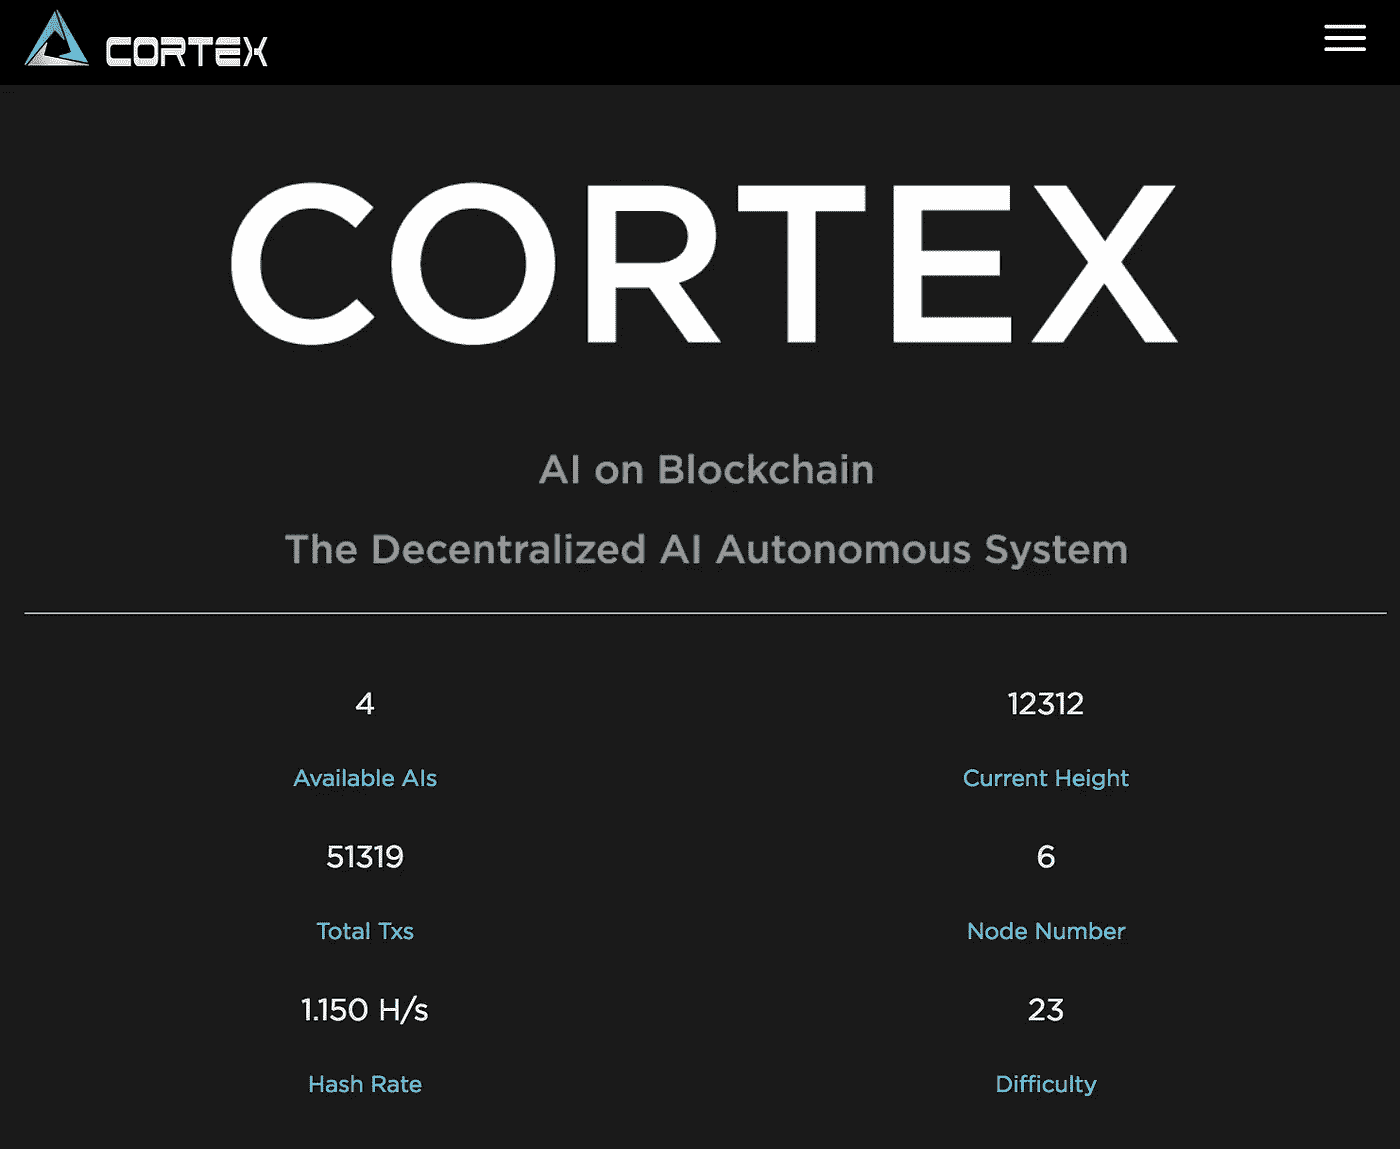 CORTEX
CORTEX
AI on Blockchain
The Decentralized AI Autonomous System
4
12312
Available AIs
Current Height
51319
6
Total Txs
Node Number
1.150 H/s
23
Hash Rate
Difficulty